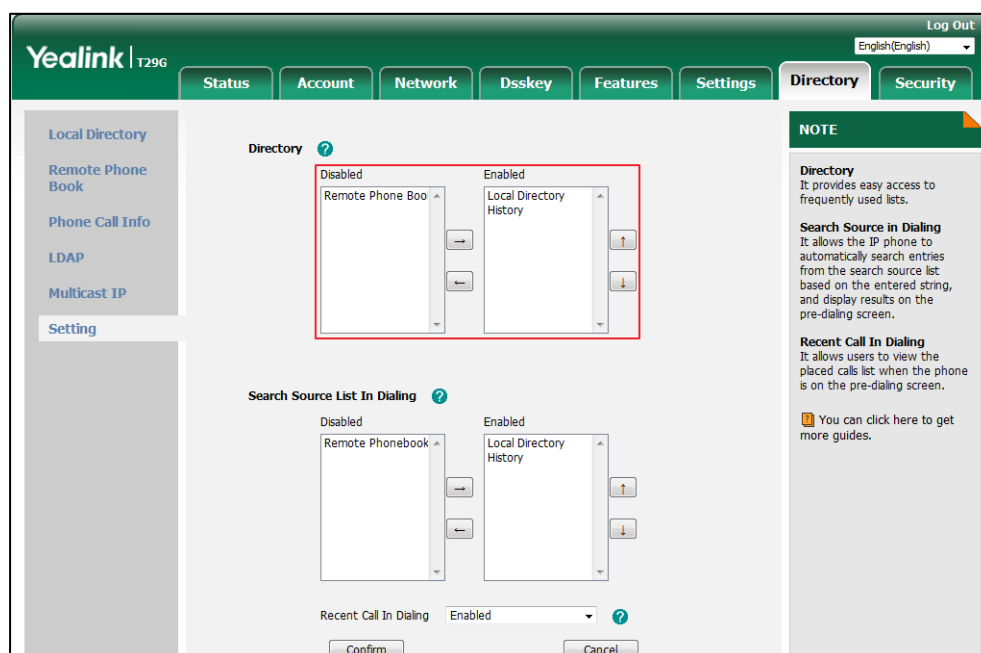 Log Out
Yealink T29G
English(English)
Status Account Network Dsskey Features Settings Directory Security
Local Directory
Remote Phone
Book
Phone Call Info
LDAP
Multicast IP
Setting
Directory ?
Disabled Enabled
Remote Phone Boo
Local Directory
History
→
←
↑
↓
Search Source List In Dialing ?
Disabled Enabled
Remote Phonebook
Local Directory
History
→
←
↑
↓
Recent Call In Dialing Enabled ?
Confirm Cancel
NOTE
Directory
It provides easy access to
frequently used lists.
Search Source in Dialing
It allows the IP phone to
automatically search entries
from the search source list
based on the entered string,
and display results on the
pre-dialing screen.
Recent Call In Dialing
It allows users to view the
placed calls list when the phone
is on the pre-dialing screen.
? You can click here to get
more guides.